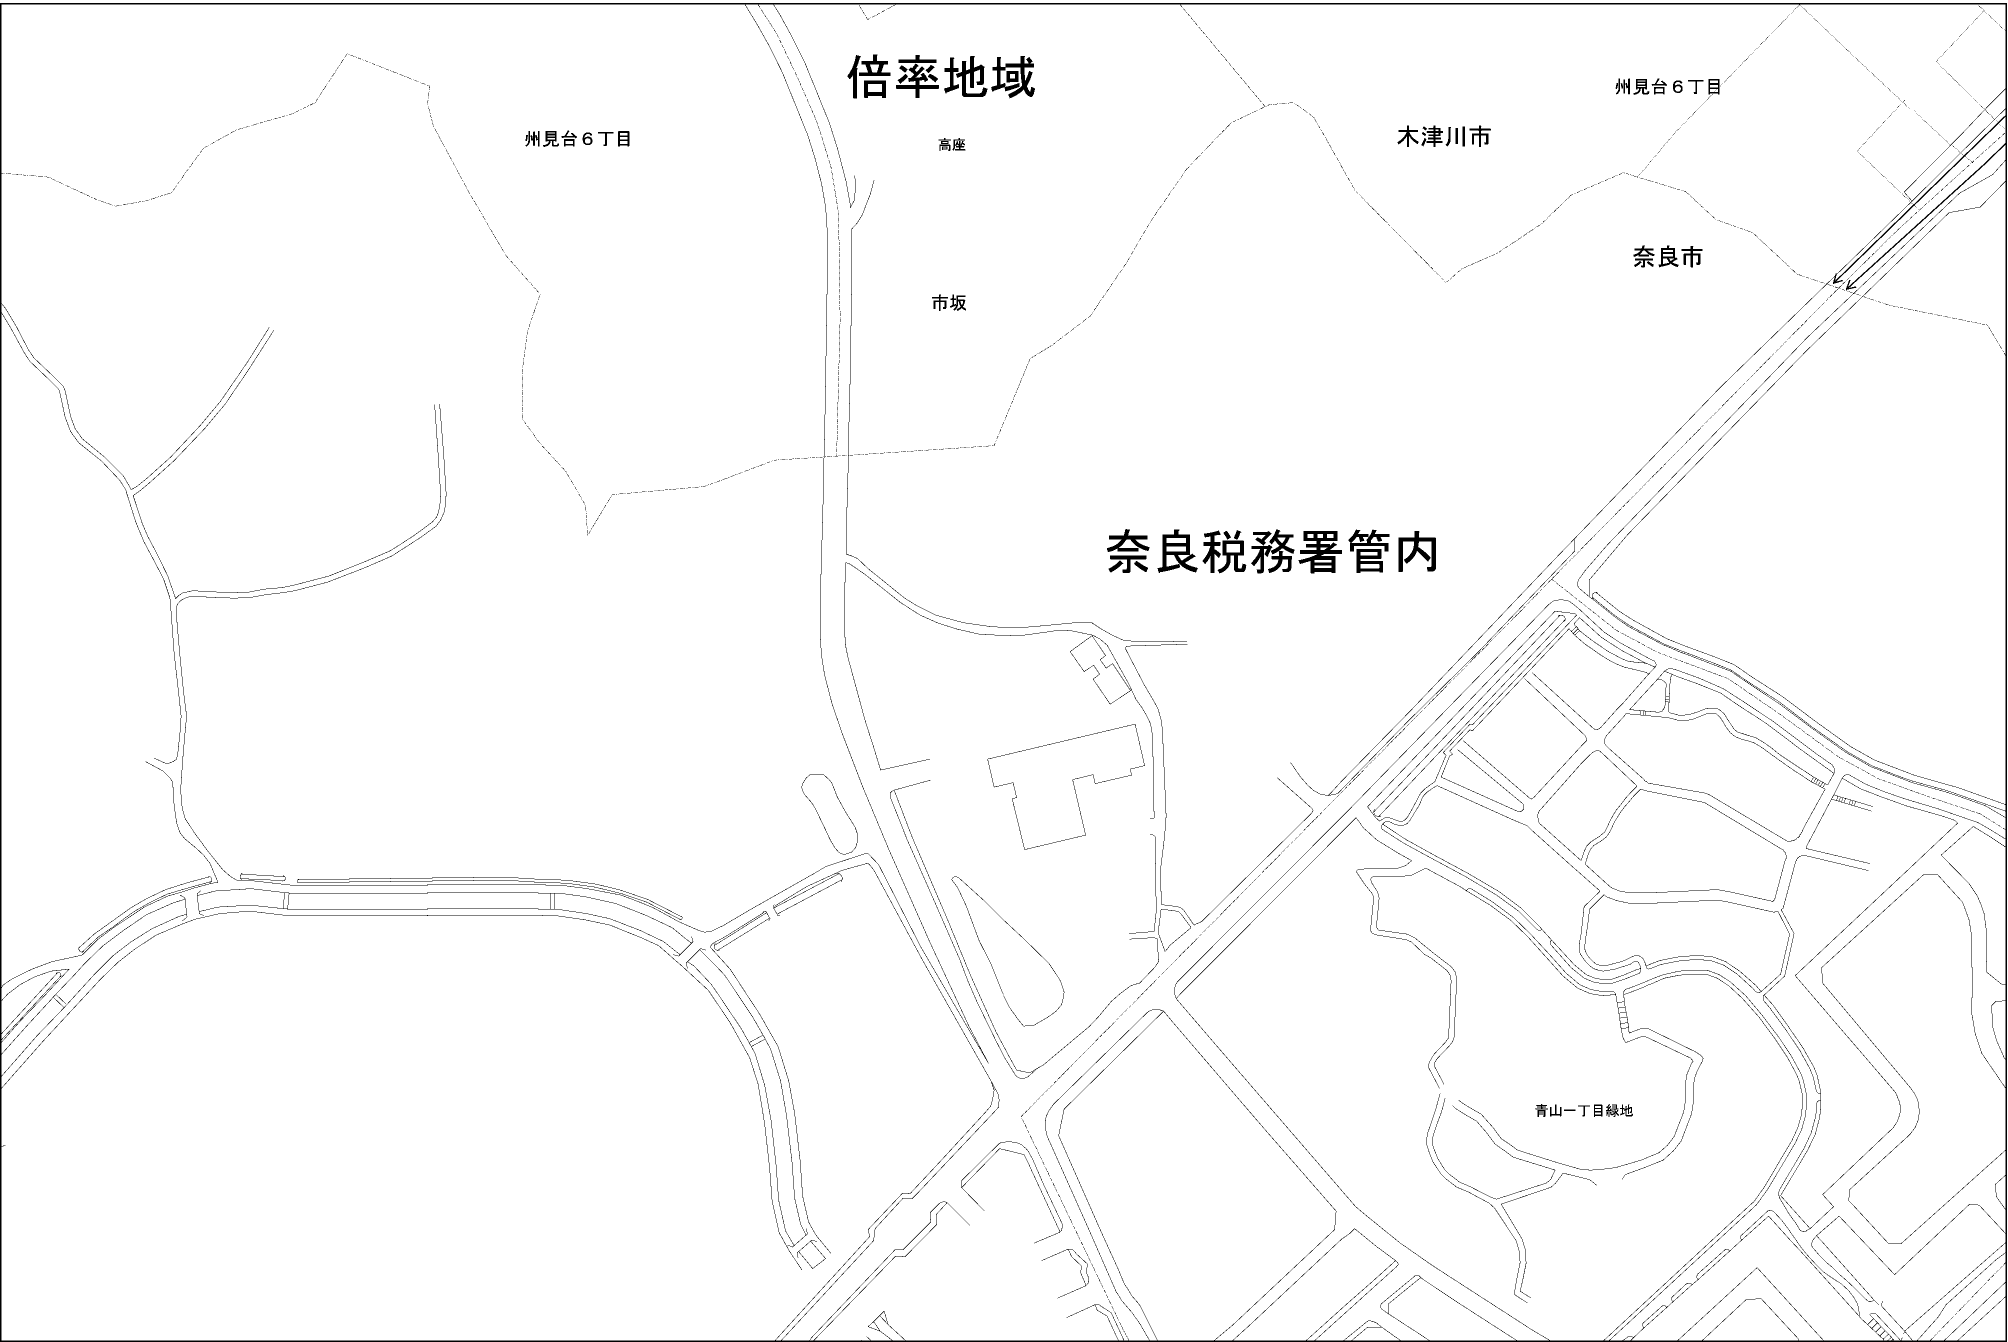 倍率地域
州見台６丁目
州見台６丁目
木津川市
高座
奈良市
市坂
奈良税務署管内
青山一丁目緑地